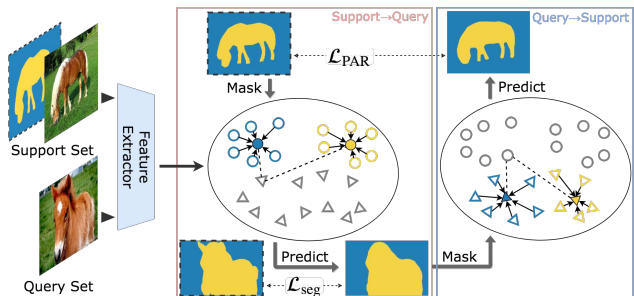 Support→Query
Query→Support
ℒPAR
Mask
Predict
Support Set
Feature
Extractor
Query Set
Predict
Mask
ℒseg